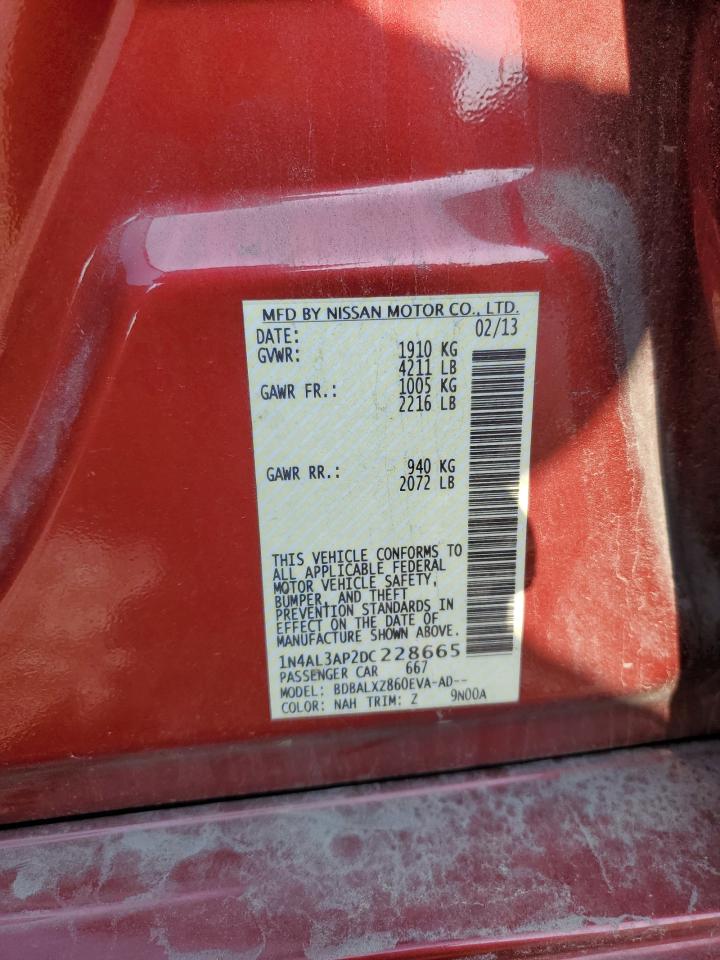 MFD BY NISSAN MOTOR CO., LTD.
DATE: 02/13
GVWR: 1910 KG
4211 LB
GAWR FR.: 1005 KG
2216 LB
GAWR RR.: 940 KG
2072 LB
THIS VEHICLE CONFORMS TO
ALL APPLICABLE FEDERAL
MOTOR VEHICLE SAFETY,
BUMPER, AND THEFT
PREVENTION STANDARDS IN
EFFECT ON THE DATE OF
MANUFACTURE SHOWN ABOVE.
1N4AL3AP2DC228665
PASSENGER CAR 667
MODEL: BDBALXZ860EVA-AD--
COLOR: NAH TRIM: Z 9N00A